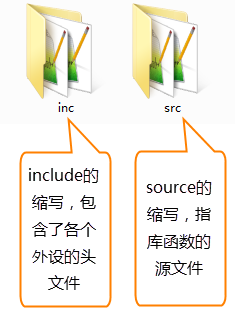 inc
src
include的
缩写，包
含了各个
外设的头
文件
source的
缩写，指
库函数的
源文件